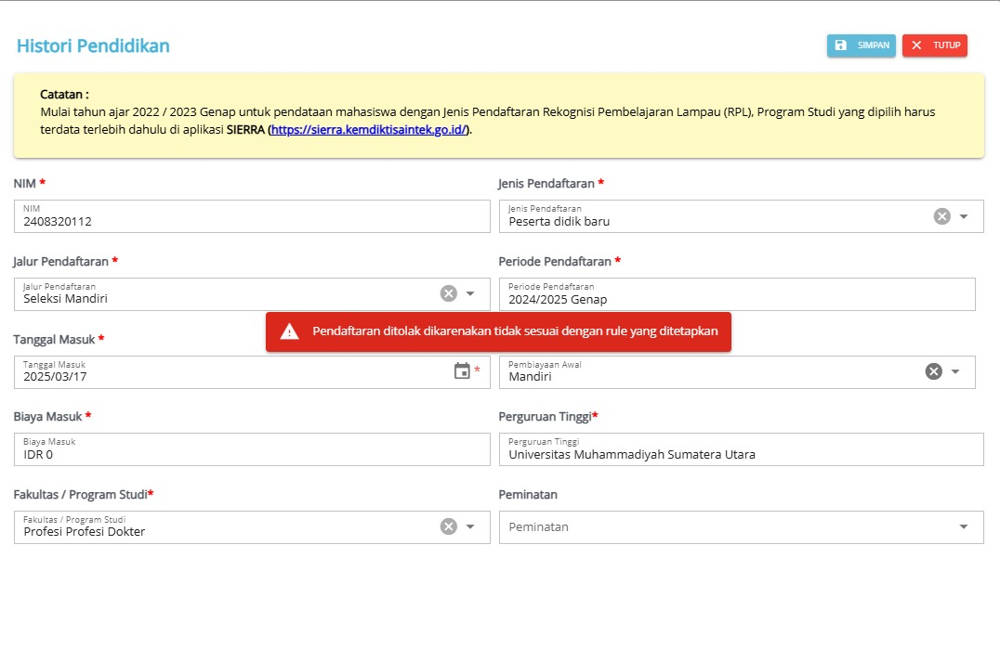 Histori Pendidikan
SIMPAN
TUTUP
Catatan :
Mulai tahun ajar 2022 / 2023 Genap untuk pendataan mahasiswa dengan Jenis Pendaftaran Rekognisi Pembelajaran Lampau (RPL), Program Studi yang dipilih harus
terdata terlebih dahulu di aplikasi SIERRA (https://sierra.kemdiktisaintek.go.id/).
NIM *
Jenis Pendaftaran *
NIM
2408320112
Jenis Pendaftaran
Peserta didik baru
Jalur Pendaftaran *
Periode Pendaftaran *
Jalur Pendaftaran
Seleksi Mandiri
Periode Pendaftaran
2024/2025 Genap
Pendaftaran ditolak dikarenakan tidak sesuai dengan rule yang ditetapkan
Tanggal Masuk *
Tanggal Masuk
2025/03/17
*
Pembiayaan Awal
Mandiri
Biaya Masuk *
Perguruan Tinggi*
Biaya Masuk
IDR 0
Perguruan Tinggi
Universitas Muhammadiyah Sumatera Utara
Fakultas / Program Studi*
Peminatan
Fakultas / Program Studi
Profesi Profesi Dokter
Peminatan